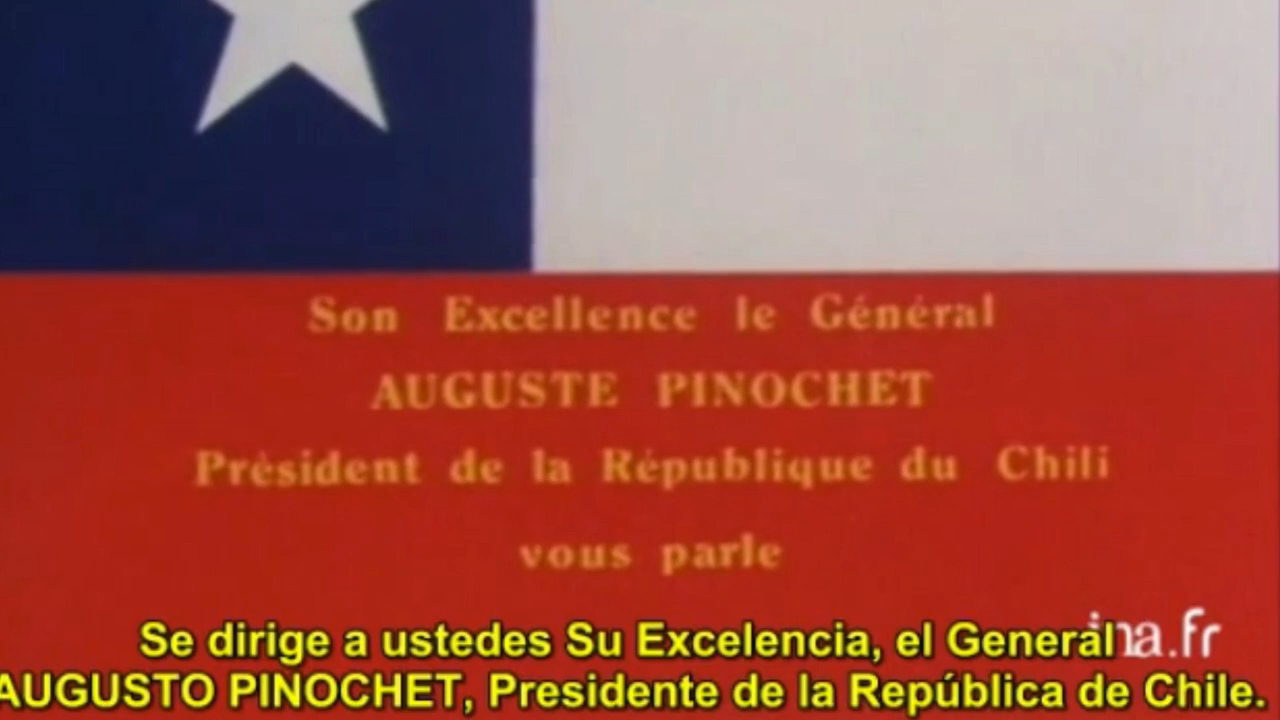 Son Excellence le Général
AUGUSTE PINOCHET
Président de la République du Chili
vous parle
Se dirige a ustedes Su Excelencia, el General
ina.fr
AUGUSTO PINOCHET, Presidente de la República de Chile.